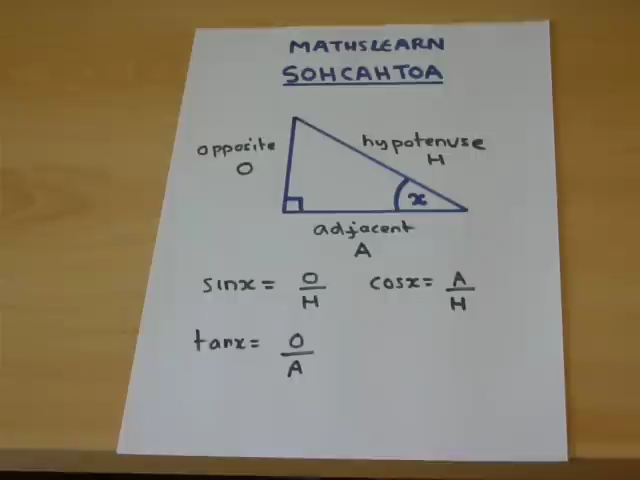 MATHSLEARN
SOHCAHTOA
opposite
O
hypotenuse
H
x
adjacent
A
sinx = O/H cosx = A/H
tanx = O/A